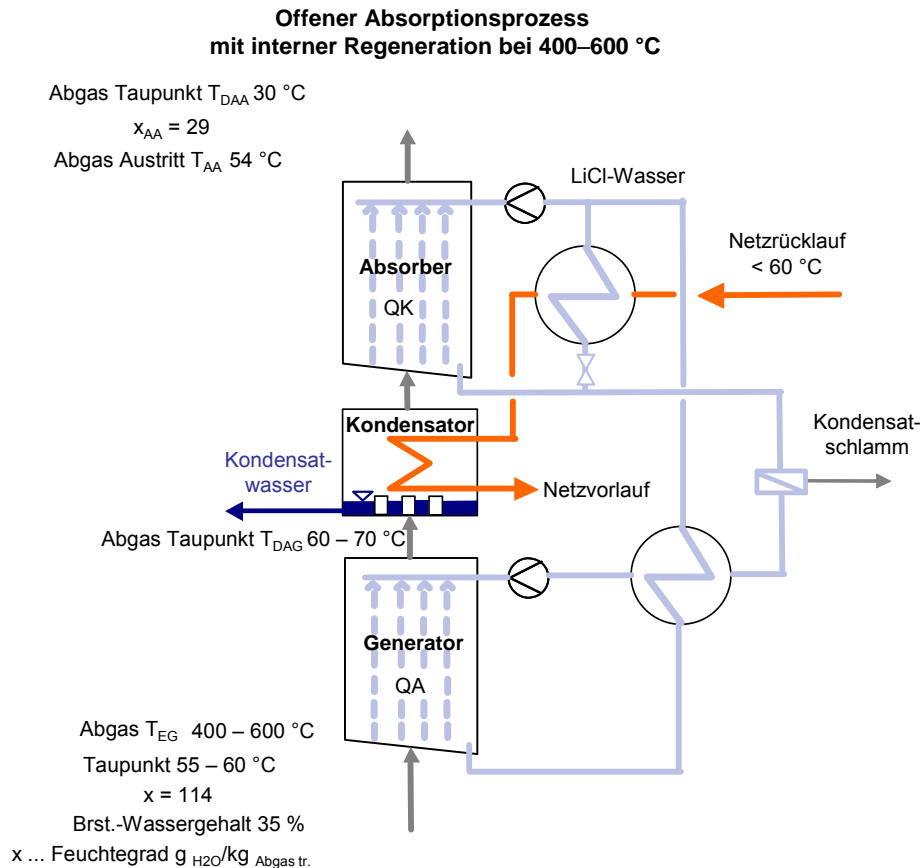 Offener Absorptionsprozess
mit interner Regeneration bei 400–600 °C
Abgas Taupunkt T_DAA 30 °C
x_AA = 29
Abgas Austritt T_AA 54 °C
LiCl-Wasser
Netzrücklauf
< 60 °C
Absorber
QK
Kondensator
Kondensat-
schlamm
Kondensat-
wasser
Netzvorlauf
Abgas Taupunkt T_DAG 60 – 70 °C
Generator
QA
Abgas T_EG 400 – 600 °C
Taupunkt 55 – 60 °C
x = 114
Brst.-Wassergehalt 35 %
x ... Feuchtegrad g H2O/kg Abgas tr.